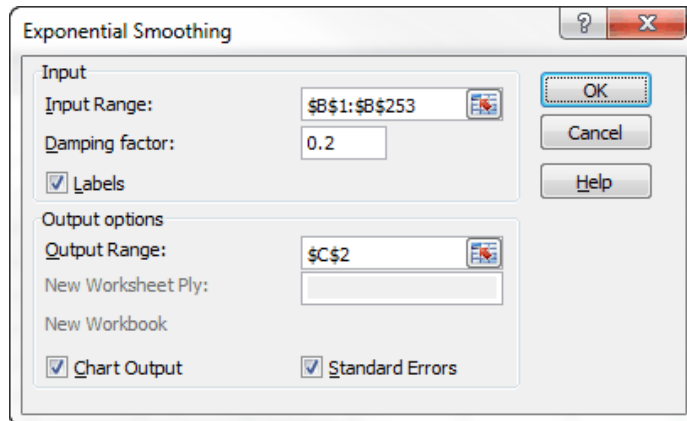 Exponential Smoothing
?
X
Input
Input Range:
$B$1:$B$253
Damping factor:
0.2
Labels
OK
Cancel
Help
Output options
Output Range:
$C$2
New Worksheet Ply:
New Workbook
Chart Output
Standard Errors